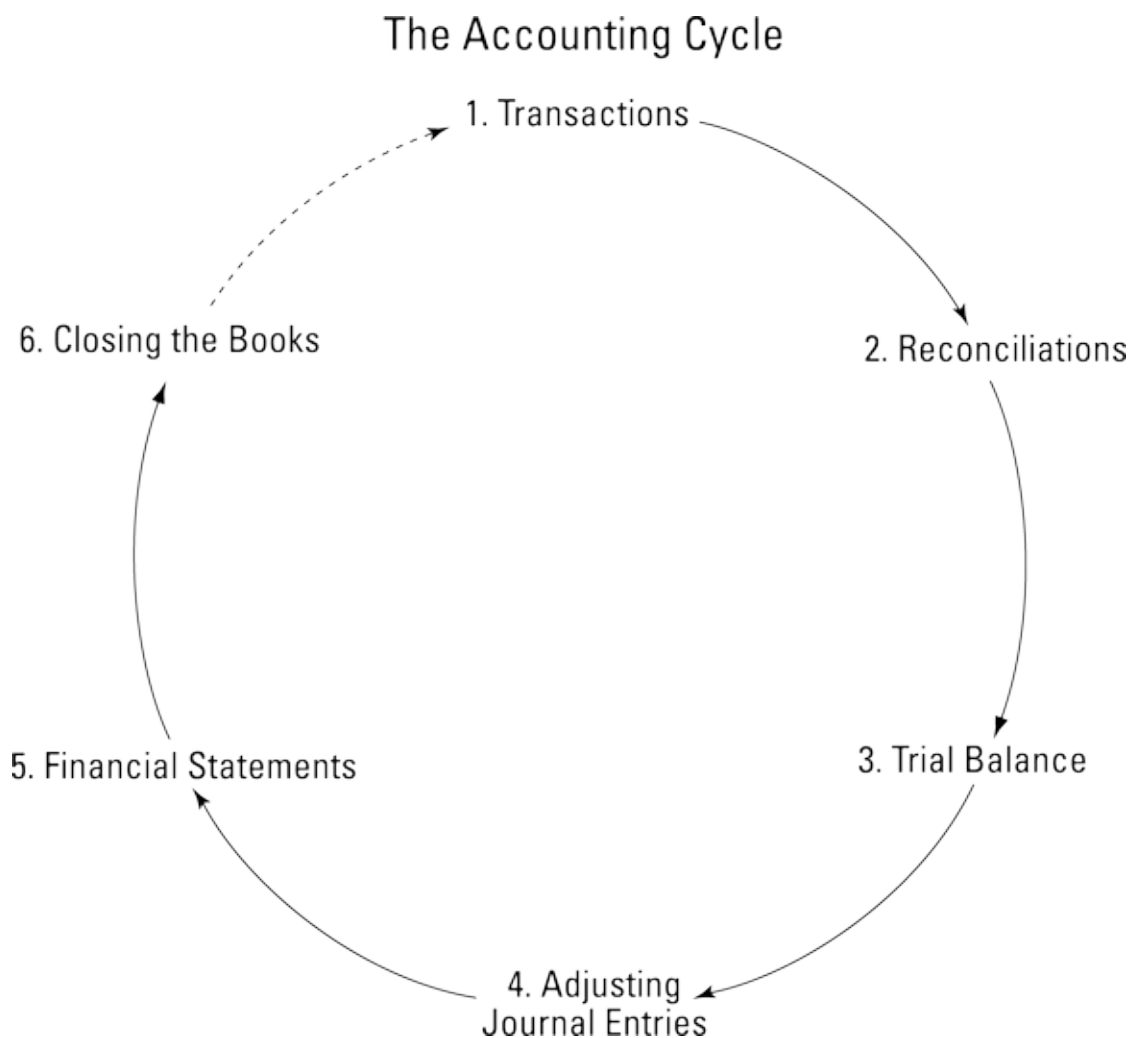 The Accounting Cycle
1. Transactions
2. Reconciliations
3. Trial Balance
4. Adjusting
Journal Entries
5. Financial Statements
6. Closing the Books